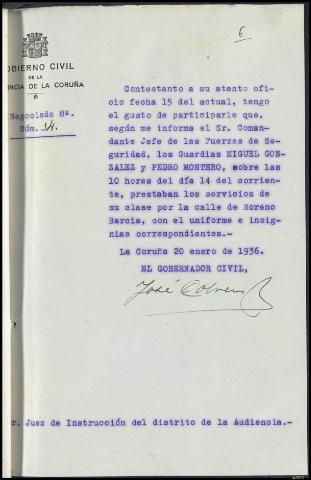 6
OBIERNO CIVIL
DE LA
INCIA DE LA CORUÑA
Negociado 8º.
Núm. 34.
Contestanto a su atento ofi-
cio fecha 15 del actual, tengo
el gusto de participarle que,
según me informa el Sr. Coman-
dante Jefe de las Fuerzas de Se-
guridad, los Guardias MIGUEL GON-
ZALEZ y PEDRO MONTERO, sobre las
10 horas del día 14 del corriente,
prestaban los servicios de
su clase por la calle de Moreno
Barcia, con el uniforme e insig-
nias correspondientes.-
La Coruña 20 enero de 1936.
EL GOBERNADOR CIVIL,
José
r. Juez de Instrucción del distrito de la Audiencia.-